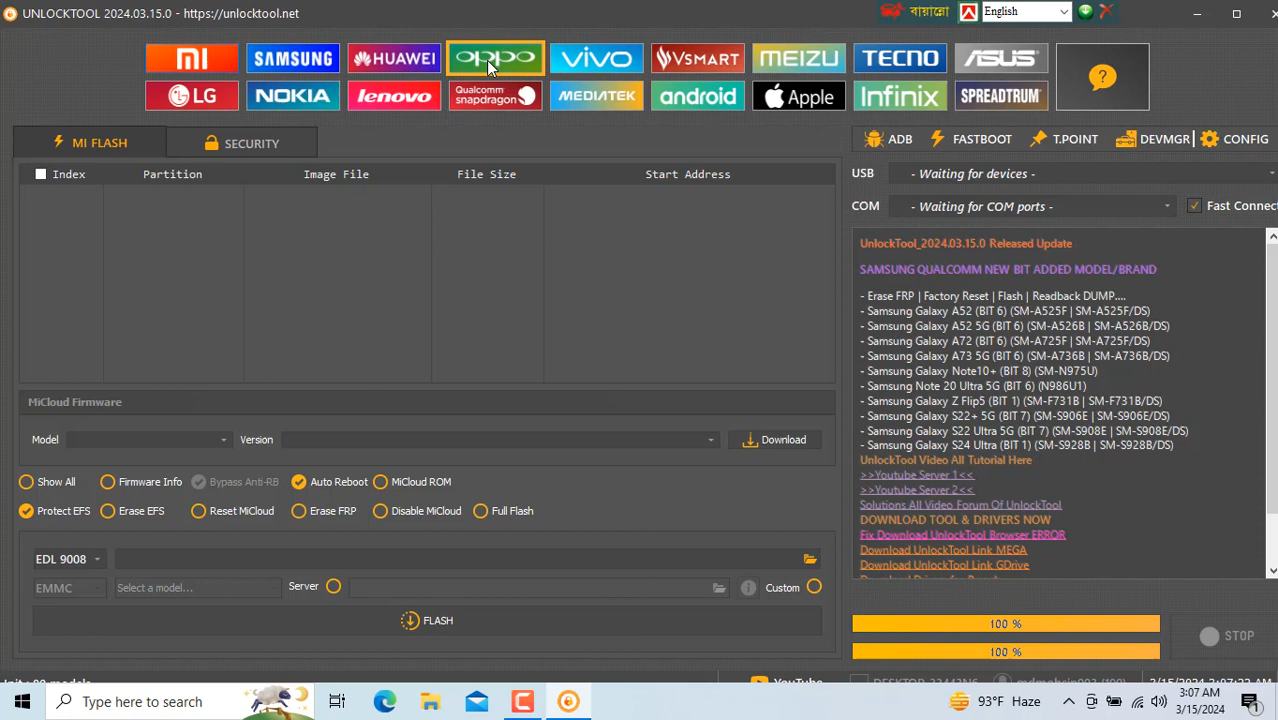 UNLOCKTOOL 2024.03.15.0 - https://unlocktool.net
বায়ান্নো
English
MI SAMSUNG HUAWEI oppo vivo VSMART MEIZU TECNO ASUS
LG NOKIA lenovo Qualcomm snapdragon MEDIATEK android Apple Infinix SPREADTRUM
?
MI FLASH SECURITY
ADB FASTBOOT T.POINT DEVMGR CONFIG
Index Partition Image File File Size Start Address
USB - Waiting for devices -
COM - Waiting for COM ports - Fast Connect
UnlockTool_2024.03.15.0 Released Update
SAMSUNG QUALCOMM NEW BIT ADDED MODEL/BRAND
- Erase FRP | Factory Reset | Flash | Readback DUMP....
- Samsung Galaxy A52 (BIT 6) (SM-A525F | SM-A525F/DS)
- Samsung Galaxy A52 5G (BIT 6) (SM-A526B | SM-A526B/DS)
- Samsung Galaxy A72 (BIT 6) (SM-A725F | SM-A725F/DS)
- Samsung Galaxy A73 5G (BIT 6) (SM-A736B | SM-A736B/DS)
- Samsung Galaxy Note10+ (BIT 8) (SM-N975U)
- Samsung Note 20 Ultra 5G (BIT 6) (N986U1)
- Samsung Galaxy Z Flip5 (BIT 1) (SM-F731B | SM-F731B/DS)
- Samsung Galaxy S22+ 5G (BIT 7) (SM-S906E | SM-S906E/DS)
- Samsung Galaxy S22 Ultra 5G (BIT 7) (SM-S908E | SM-S908E/DS)
- Samsung Galaxy S24 Ultra (BIT 1) (SM-S928B | SM-S928B/DS)
UnlockTool Video All Tutorial Here
>>Youtube Server 1<<
>>Youtube Server 2<<
Solutions All Video Forum Of UnlockTool
DOWNLOAD TOOL & DRIVERS NOW
Fix Download UnlockTool Browser ERROR
Download UnlockTool Link MEGA
Download UnlockTool Link GDrive
MiCloud Firmware
Model Version Download
Show All Firmware Info Bypass Anti-RB Auto Reboot MiCloud ROM
Protect EFS Erase EFS Reset MiCloud Erase FRP Disable MiCloud Full Flash
EDL 9008
EMMC Select a model... Server Custom
FLASH
100 %
100 %
STOP
YouTube
Type here to search
93°F Haze
3:07 AM
3/15/2024
1